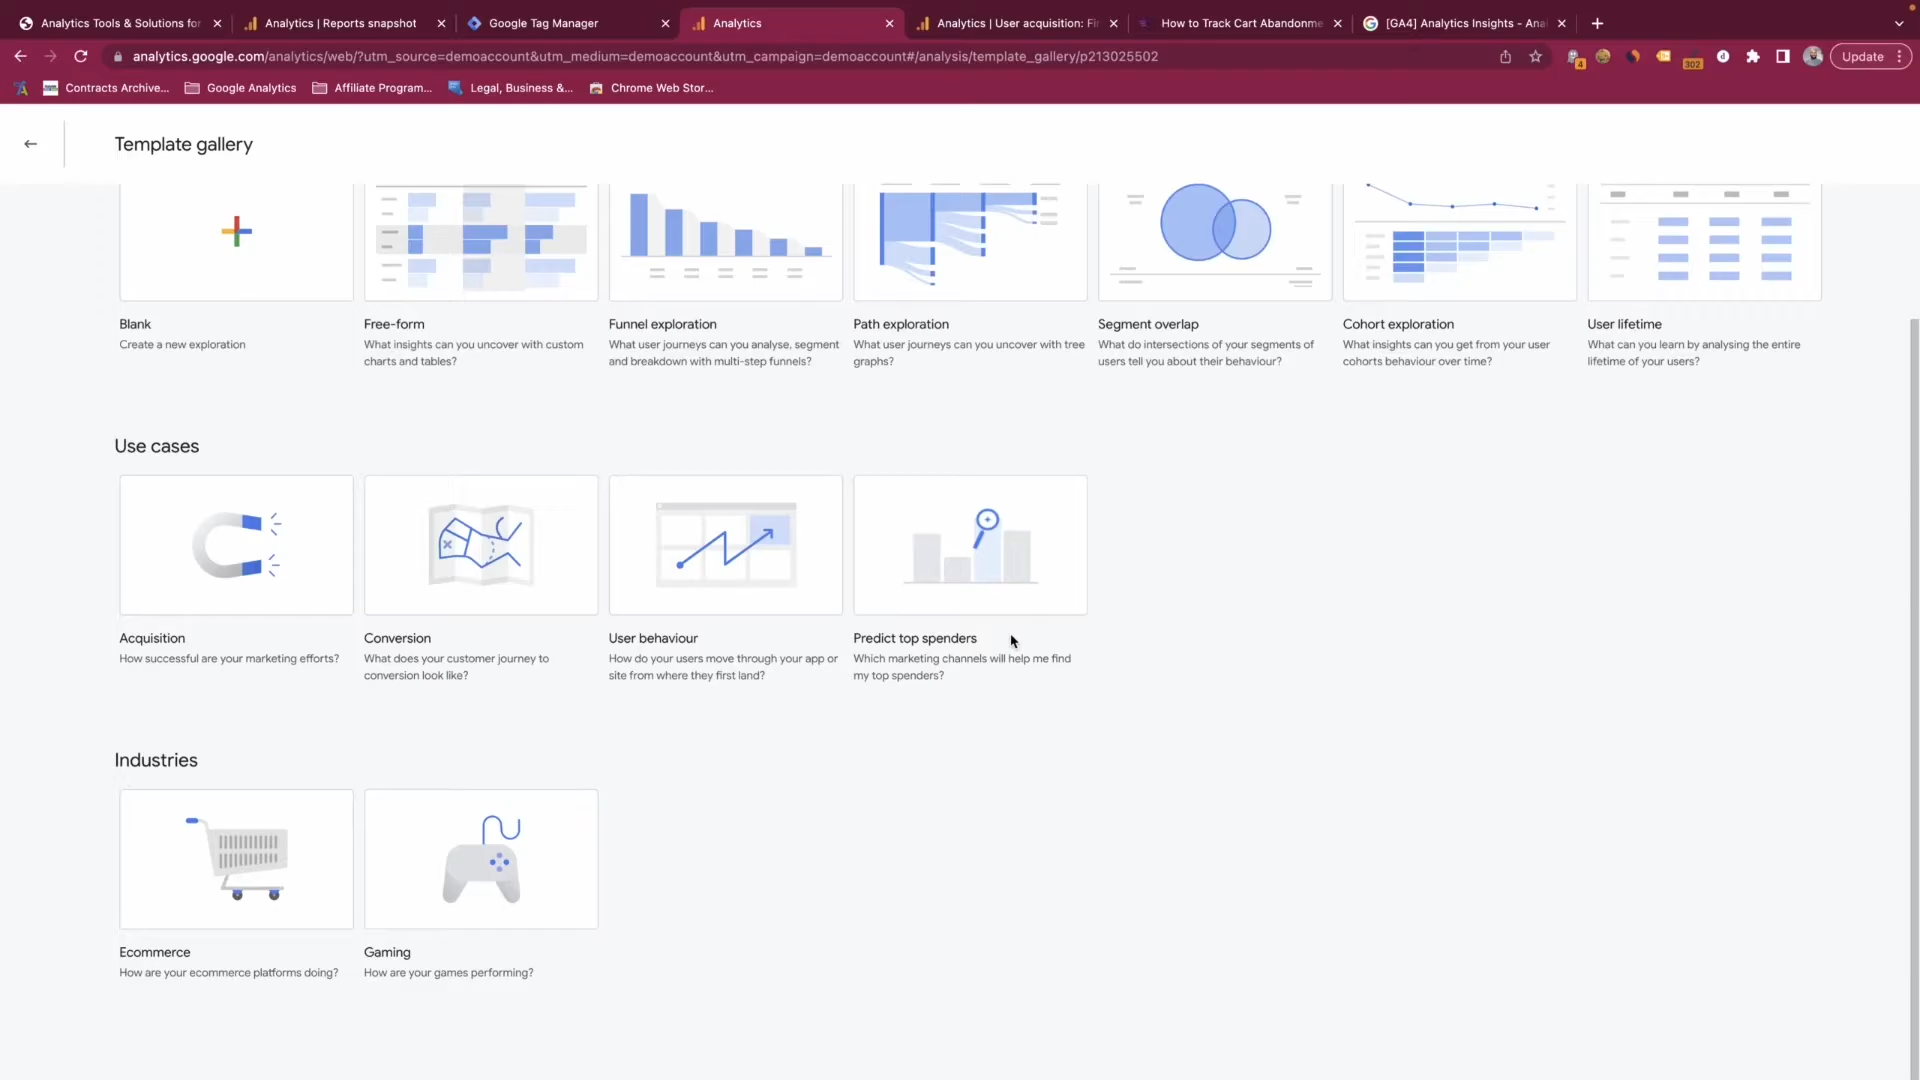 Analytics Tools & Solutions for
Analytics | Reports snapshot
Google Tag Manager
Analytics
Analytics | User acquisition: Fi
How to Track Cart Abandonme
[GA4] Analytics Insights - Ana
analytics.google.com/analytics/web/?utm_source=demoaccount&utm_medium=demoaccount&utm_campaign=demoaccount#/analysis/template_gallery/p213025502
4
302
Update
Contracts Archive...
Google Analytics
Affiliate Program...
Legal, Business &...
Chrome Web Stor...
Template gallery
Blank
Create a new exploration
Free-form
What insights can you uncover with custom
charts and tables?
Funnel exploration
What user journeys can you analyse, segment
and breakdown with multi-step funnels?
Path exploration
What user journeys can you uncover with tree
graphs?
Segment overlap
What do intersections of your segments of
users tell you about their behaviour?
Cohort exploration
What insights can you get from your user
cohorts behaviour over time?
User lifetime
What can you learn by analysing the entire
lifetime of your users?
Use cases
Acquisition
How successful are your marketing efforts?
Conversion
What does your customer journey to
conversion look like?
User behaviour
How do your users move through your app or
site from where they first land?
Predict top spenders
Which marketing channels will help me find
my top spenders?
Industries
Ecommerce
How are your ecommerce platforms doing?
Gaming
How are your games performing?